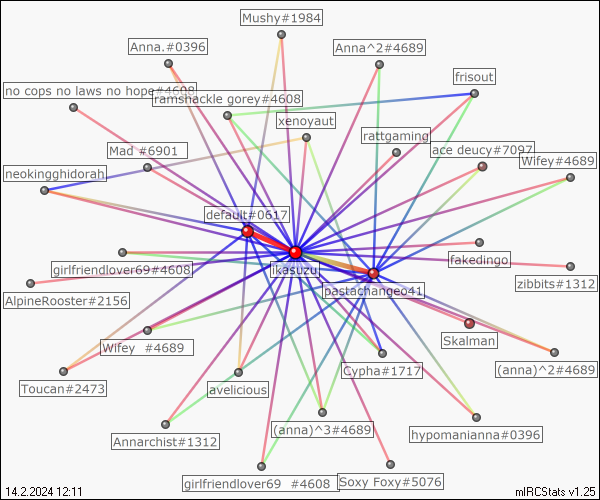 Mushy#1984
Anna.#0396
Anna^2#4689
frisout
no cops no laws no hope#4608
ramshackle gorey#4608
xenoyaut
rattgaming
Mad #6901
ace deucy#7097
Wifey#4689
neokingghidorah
default#0617
likasuzu
girlfriendlover69#4608
fakedingo
zibbits#1312
AlpineRooster#2156
pastachangeo41
Skalman
Wifey #4689
Cypha#1717
(anna)^2#4689
Toucan#2473
avelicious
Annarchist#1312
(anna)^3#4689
hypomanianna#0396
girlfriendlover69 #4608
Soxy Foxy#5076
14.2.2024 12:11
mIRCStats v1.25